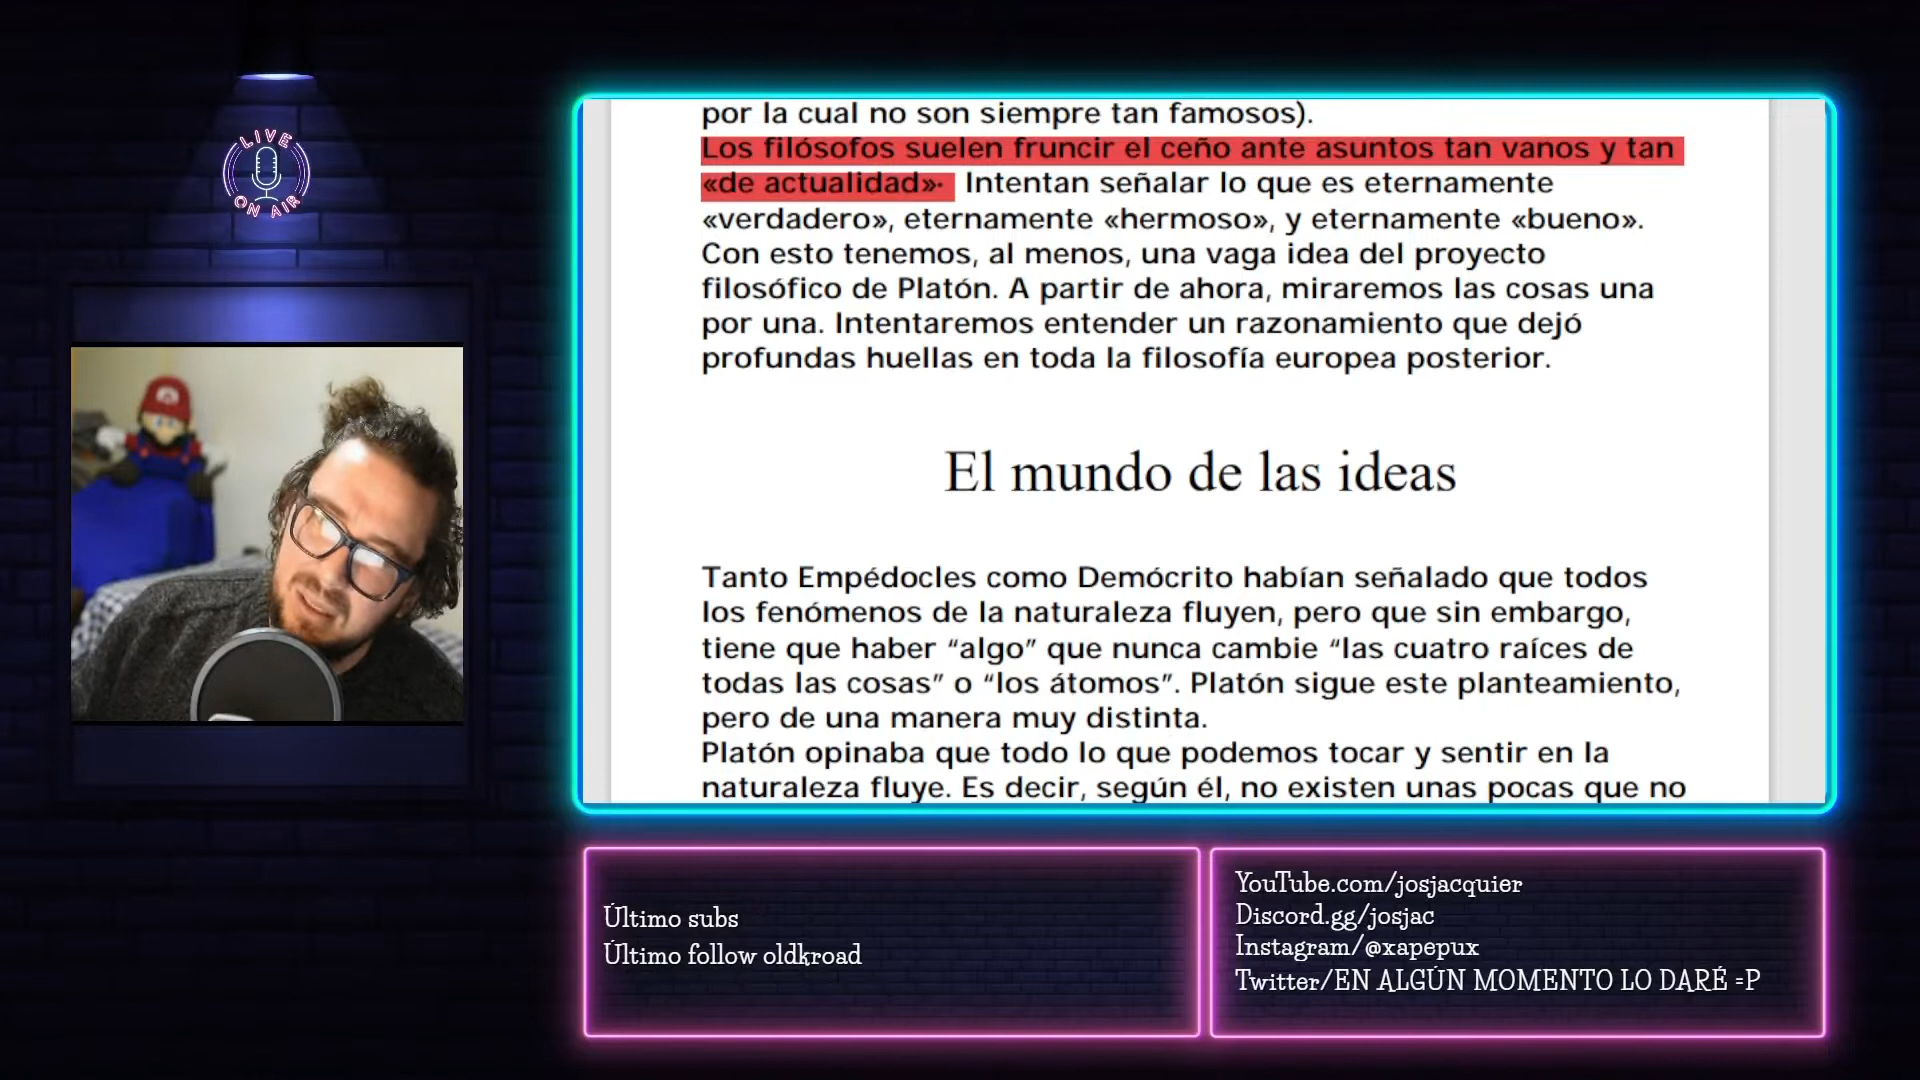 LIVE
ON AIR
por la cual no son siempre tan famosos).
Los filósofos suelen fruncir el ceño ante asuntos tan vanos y tan
«de actualidad»· Intentan señalar lo que es eternamente
«verdadero», eternamente «hermoso», y eternamente «bueno».
Con esto tenemos, al menos, una vaga idea del proyecto
filosófico de Platón. A partir de ahora, miraremos las cosas una
por una. Intentaremos entender un razonamiento que dejó
profundas huellas en toda la filosofía europea posterior.
El mundo de las ideas
Tanto Empédocles como Demócrito habían señalado que todos
los fenómenos de la naturaleza fluyen, pero que sin embargo,
tiene que haber “algo” que nunca cambie “las cuatro raíces de
todas las cosas” o “los átomos”. Platón sigue este planteamiento,
pero de una manera muy distinta.
Platón opinaba que todo lo que podemos tocar y sentir en la
naturaleza fluye. Es decir, según él, no existen unas pocas que no
Último subs
Último follow oldkroad
YouTube.com/josjacquier
Discord.gg/josjac
Instagram/@xapepux
Twitter/EN ALGÚN MOMENTO LO DARÉ =P